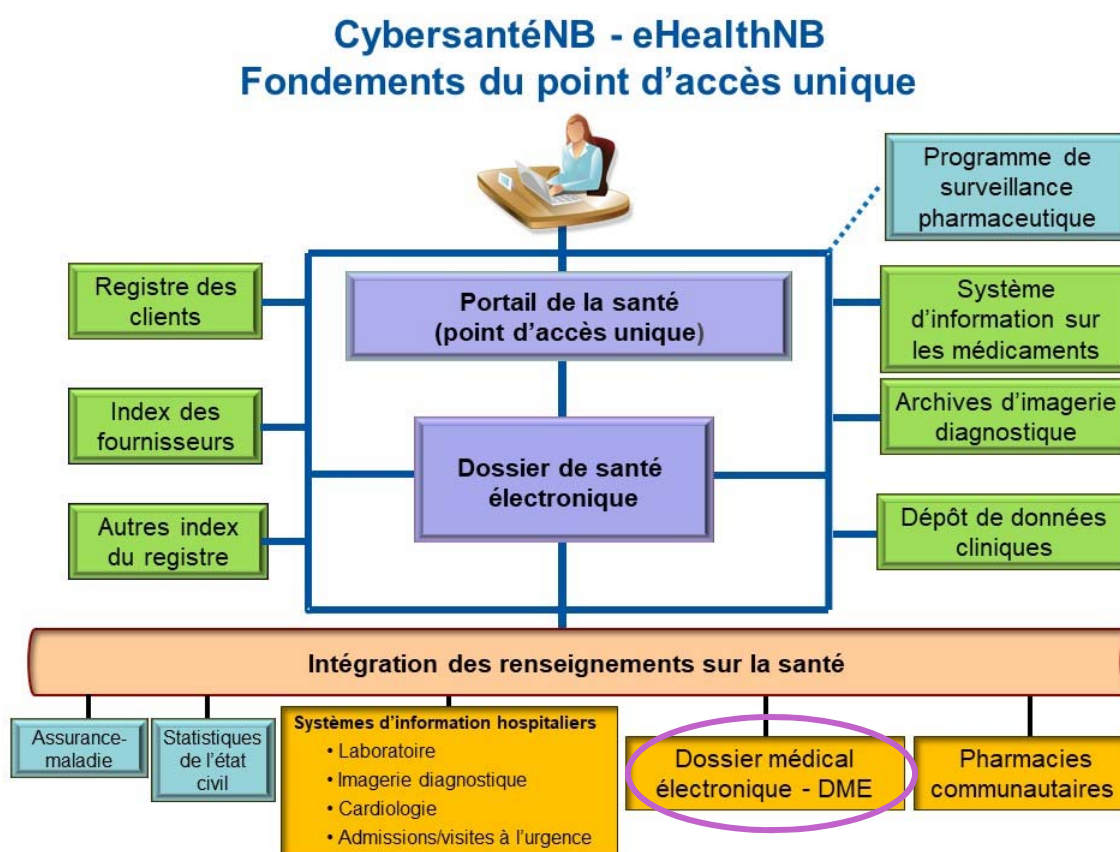 CybersantéNB - eHealthNB
Fondements du point d'accès unique
Programme de
surveillance
pharmaceutique
Registre des
clients
Portail de la santé
(point d'accès unique)
Système
d'information sur
les médicaments
Index des
fournisseurs
Archives d'imagerie
diagnostique
Dossier de santé
électronique
Autres index
du registre
Dépôt de données
cliniques
Intégration des renseignements sur la santé
Assurance-
maladie
Statistiques
de l'état
civil
Systèmes d'information hospitaliers
• Laboratoire
• Imagerie diagnostique
• Cardiologie
• Admissions/visites à l'urgence
Dossier médical
électronique - DME
Pharmacies
communautaires